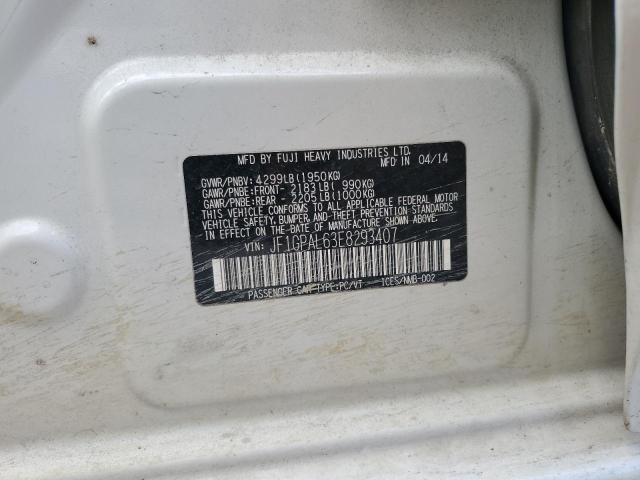 MFD BY FUJI HEAVY INDUSTRIES LTD.
MFD IN 04/14
GVWR/PNBV: 4299LB(1950KG)
GAWR/PNBE:FRONT- 2183LB( 990KG)
GAWR/PNBE:REAR - 2205LB(1000KG)
THIS VEHICLE CONFORMS TO ALL APPLICABLE FEDERAL MOTOR
VEHICLE SAFETY,BUMPER,AND THEFT PREVENTION STANDARDS
IN EFFECT ON THE DATE OF MANUFACTURE SHOWN ABOVE.
VIN: JF1GPAL63E8293407
PASSENGER CAR TYPE:PC/VT ICES/NMB-002